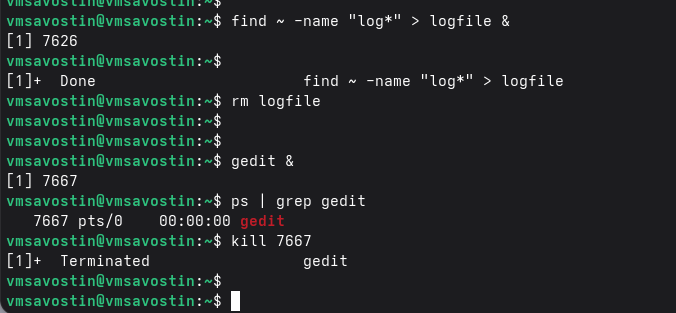 vmsavostin@vmsavostin:~$
vmsavostin@vmsavostin:~$ find ~ -name "log*" > logfile &
[1] 7626
vmsavostin@vmsavostin:~$
[1]+  Done                    find ~ -name "log*" > logfile
vmsavostin@vmsavostin:~$ rm logfile
vmsavostin@vmsavostin:~$
vmsavostin@vmsavostin:~$
vmsavostin@vmsavostin:~$ gedit &
[1] 7667
vmsavostin@vmsavostin:~$ ps | grep gedit
   7667 pts/0    00:00:00 gedit
vmsavostin@vmsavostin:~$ kill 7667
[1]+  Terminated              gedit
vmsavostin@vmsavostin:~$
vmsavostin@vmsavostin:~$